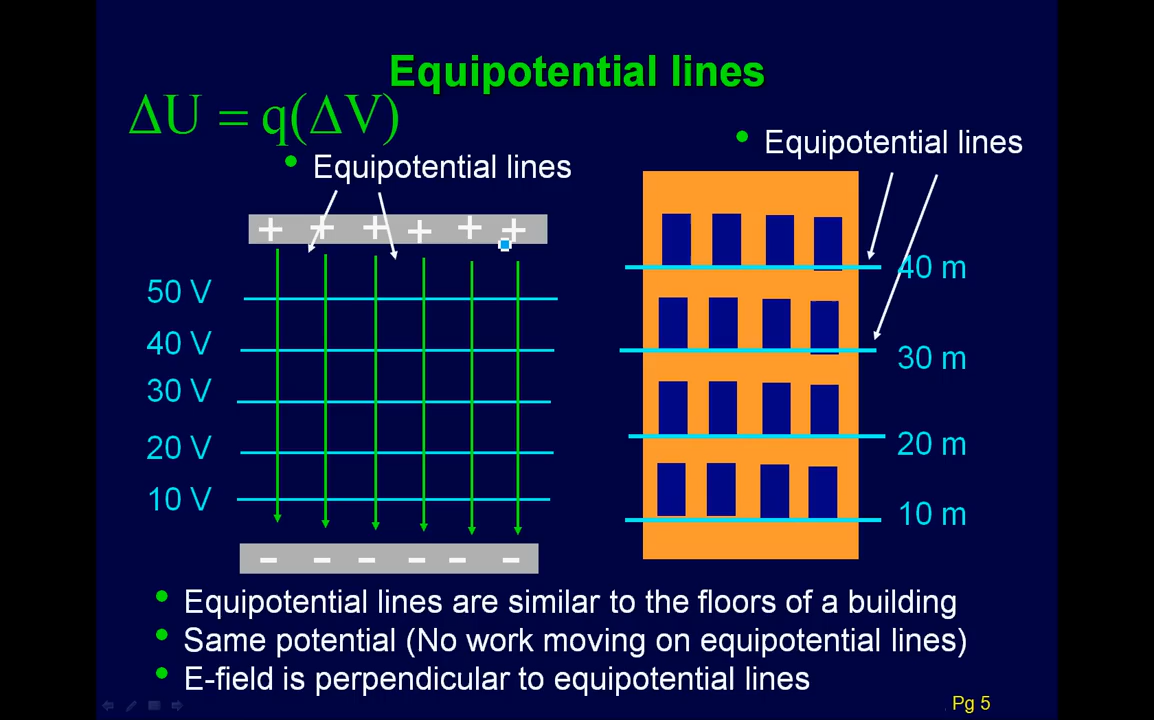 Equipotential lines
ΔU = q(ΔV)
• Equipotential lines
• Equipotential lines
+ + + + + +
50 V
40 V
30 V
20 V
10 V
− − − − − −
40 m
30 m
20 m
10 m
• Equipotential lines are similar to the floors of a building
• Same potential (No work moving on equipotential lines)
• E-field is perpendicular to equipotential lines
Pg 5